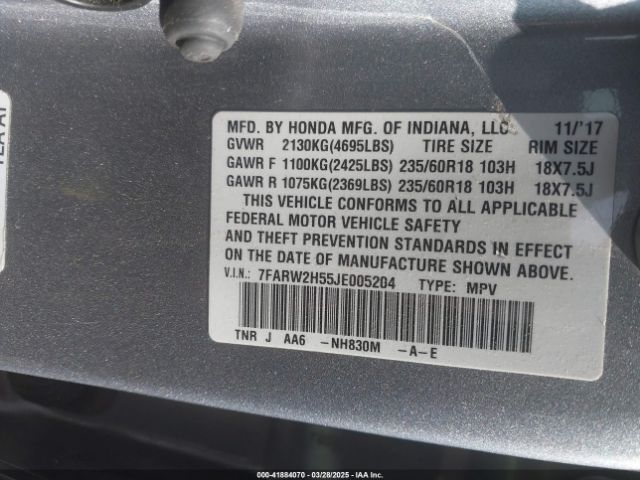 MFD. BY HONDA MFG. OF INDIANA, LLC 11/'17
GVWR 2130KG(4695LBS) TIRE SIZE RIM SIZE
GAWR F 1100KG(2425LBS) 235/60R18 103H 18X7.5J
GAWR R 1075KG(2369LBS) 235/60R18 103H 18X7.5J
THIS VEHICLE CONFORMS TO ALL APPLICABLE
FEDERAL MOTOR VEHICLE SAFETY
AND THEFT PREVENTION STANDARDS IN EFFECT
ON THE DATE OF MANUFACTURE SHOWN ABOVE.
V.I.N.: 7FARW2H55JE005204 TYPE: MPV
TNR J AA6 -NH830M -A-E
000-41884070 | 03/28/2025 | IAA, Inc.